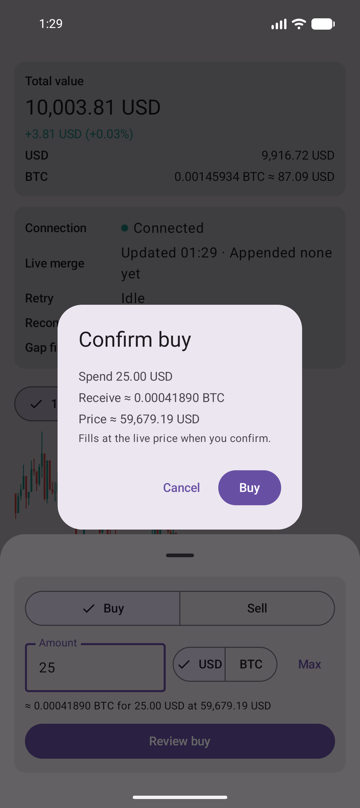 1:29
Total value
10,003.81 USD
+3.81 USD (+0.03%)
USD 9,916.72 USD
BTC 0.00145934 BTC ≈ 87.09 USD
Connection Connected
Live merge Updated 01:29 · Appended none yet
Retry Idle
Confirm buy
Spend 25.00 USD
Receive ≈ 0.00041890 BTC
Price ≈ 59,679.19 USD
Fills at the live price when you confirm.
Cancel Buy
Buy Sell
Amount
25 USD BTC Max
≈ 0.00041890 BTC for 25.00 USD at 59,679.19 USD
Review buy